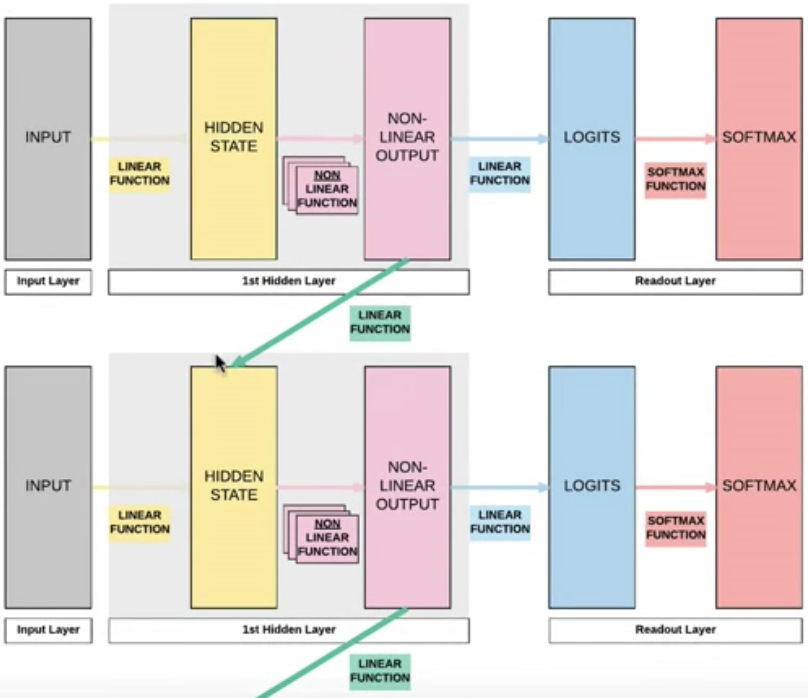 INPUT
LINEAR
FUNCTION
HIDDEN
STATE
NON
LINEAR
FUNCTION
NON-
LINEAR
OUTPUT
LINEAR
FUNCTION
LOGITS
SOFTMAX
FUNCTION
SOFTMAX
Input Layer
1st Hidden Layer
Readout Layer
LINEAR
FUNCTION
INPUT
LINEAR
FUNCTION
HIDDEN
STATE
NON
LINEAR
FUNCTION
NON-
LINEAR
OUTPUT
LINEAR
FUNCTION
LOGITS
SOFTMAX
FUNCTION
SOFTMAX
Input Layer
1st Hidden Layer
Readout Layer
LINEAR
FUNCTION